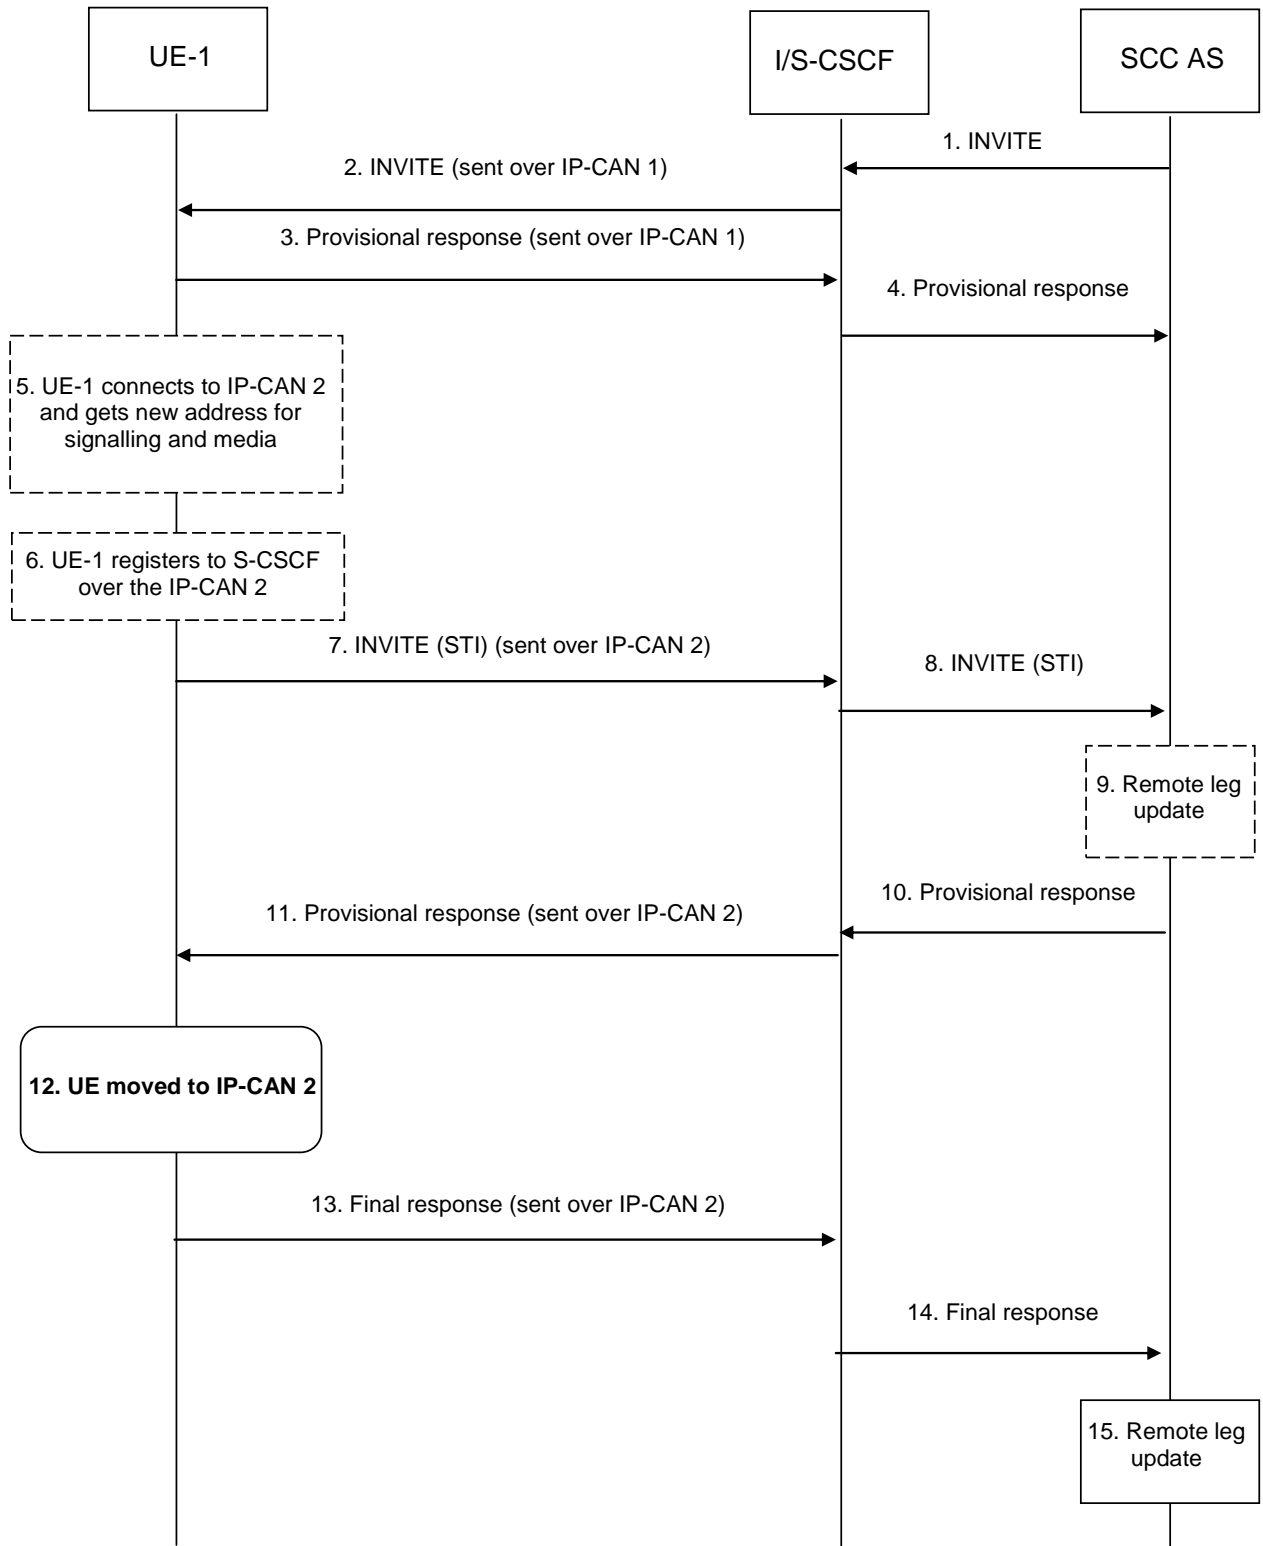 UE-1
I/S-CSCF
SCC AS
1. INVITE
2. INVITE (sent over IP-CAN 1)
3. Provisional response (sent over IP-CAN 1)
4. Provisional response
5. UE-1 connects to IP-CAN 2
and gets new address for
signalling and media
6. UE-1 registers to S-CSCF
over the IP-CAN 2
7. INVITE (STI) (sent over IP-CAN 2)
8. INVITE (STI)
9. Remote leg
update
10. Provisional response
11. Provisional response (sent over IP-CAN 2)
12. UE moved to IP-CAN 2
13. Final response (sent over IP-CAN 2)
14. Final response
15. Remote leg
update